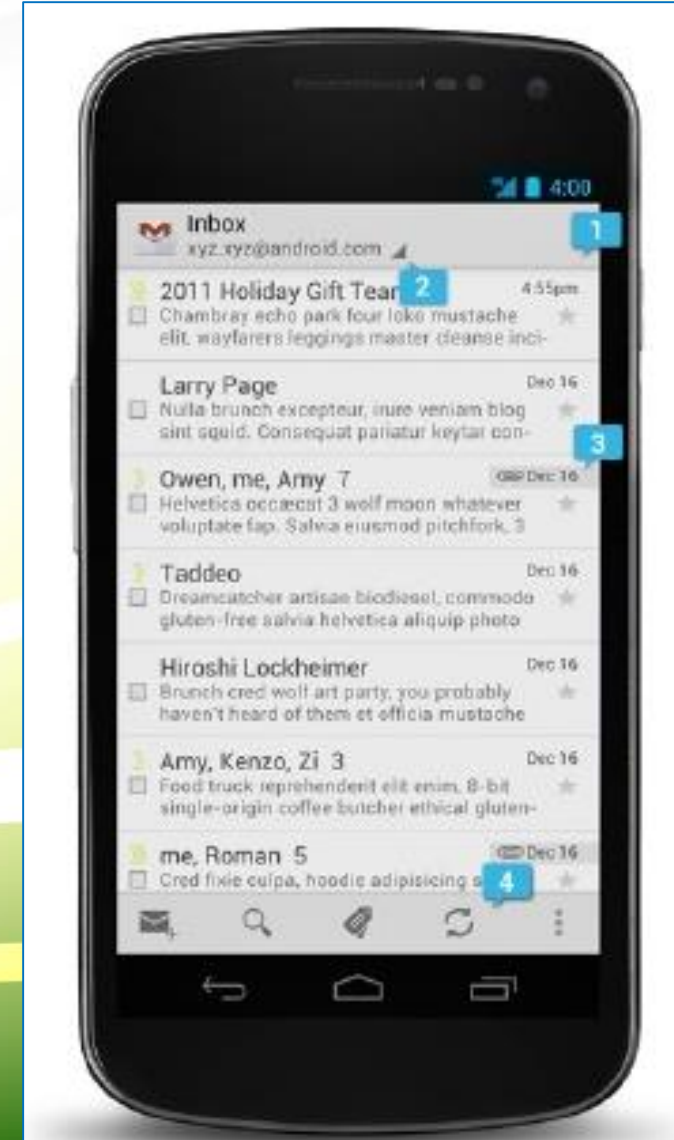 4:00
1
Inbox
xyz.xyz@android.com
2
2011 Holiday Gift Tear
4:55pm
Chambray echo park four loko mustache
elit, wayfarers leggings master cleanse inci-
Larry Page
Dec 16
Nulla brunch excepteur, irure veniam blog
sint squid. Consequat pariatur keytar con-
3
Owen, me, Amy 7
Dec 16
Helvetica occæcat 3 wolf moon whatever
voluptate fap. Salvia eiusmod pitchfork, 3
Taddeo
Dec 16
Dreamcatcher artisan biodiesel, commodo
gluten-free salvia helvetica aliquip photo
Hiroshi Lockheimer
Dec 16
Brunch cred wolf art party, you probably
haven't heard of them et officia mustache
Amy, Kenzo, Zi 3
Dec 16
Food truck reprehenderit elit enim, 8-bit
single-origin coffee butcher ethical gluten-
me, Roman 5
Dec 16
Cred fixie culpa, hoodie adipisicing s
4